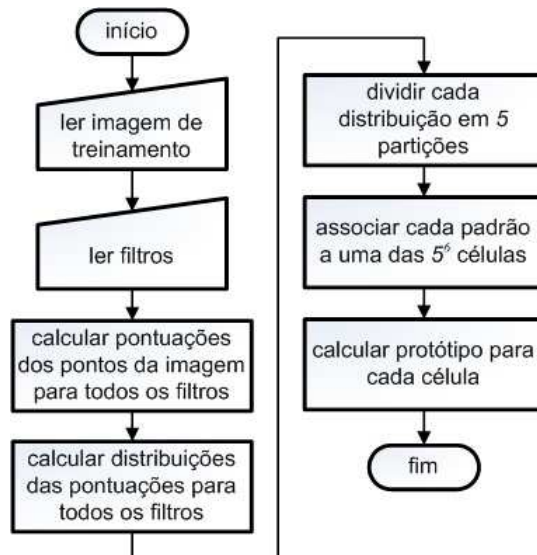 início
ler imagem de
treinamento
ler filtros
calcular pontuações
dos pontos da imagem
para todos os filtros
calcular distribuições
das pontuações para
todos os filtros
dividir cada
distribuição em 5
partições
associar cada padrão
a uma das 5⁶ células
calcular protótipo para
cada célula
fim